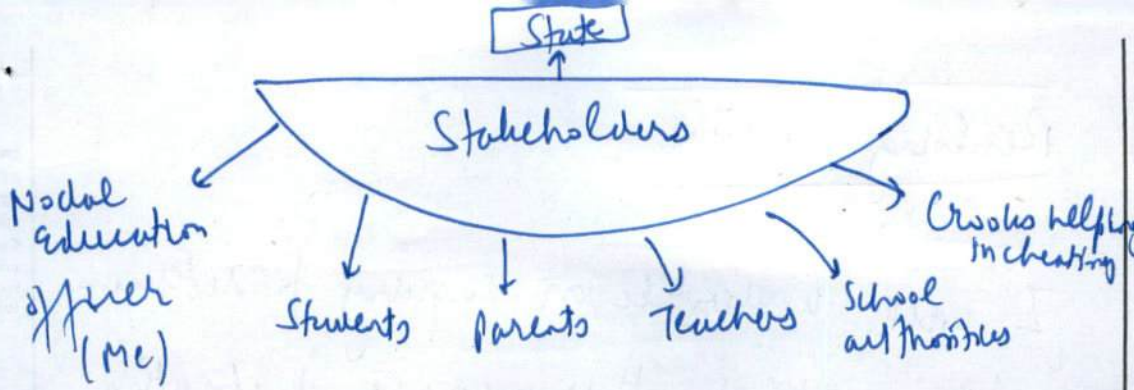 State
Stakeholders
Nodal
Education
officer
(Me)
Students
Parents
Teachers
School
authorities
Crooks helping
in cheating